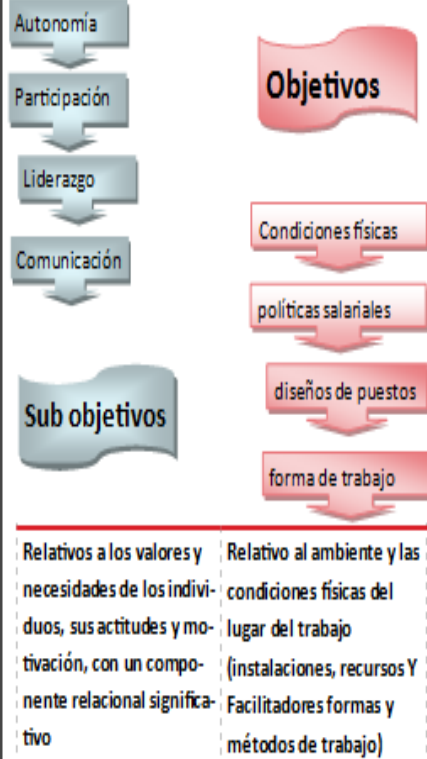 Autonomía
Participación
Liderazgo
Comunicación
Sub objetivos
Objetivos
Condiciones físicas
políticas salariales
diseños de puestos
forma de trabajo
Relativos a los valores y
necesidades de los indivi-
duos, sus actitudes y mo-
tivación, con un compo-
nente relacional significa-
tivo
Relativo al ambiente y las
condiciones físicas del
lugar del trabajo
(instalaciones, recursos Y
Facilitadores formas y
métodos de trabajo)